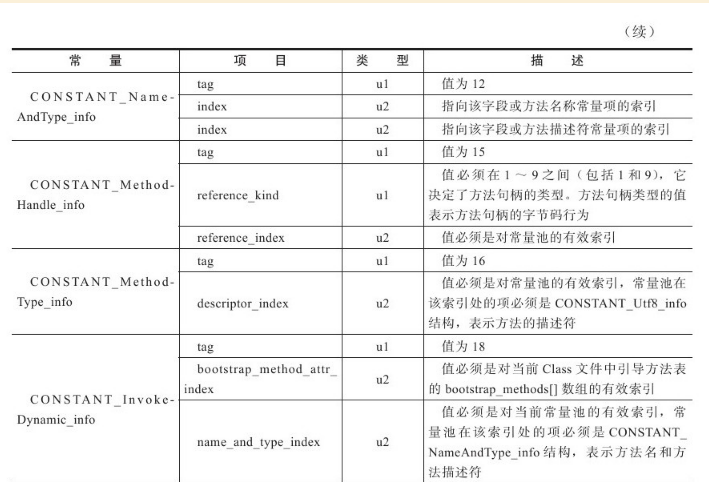 （续）
常 量 项 目 类 型 描 述
CONSTANT_Name-
AndType_info
tag u1 值为 12
index u2 指向该字段或方法名称常量项的索引
index u2 指向该字段或方法描述符常量项的索引
CONSTANT_Method-
Handle_info
tag u1 值为 15
reference_kind u1 值必须在 1 ～ 9 之间（包括 1 和 9），它
决定了方法句柄的类型。方法句柄类型的值
表示方法句柄的字节码行为
reference_index u2 值必须是对常量池的有效索引
CONSTANT_Method-
Type_info
tag u1 值为 16
descriptor_index u2 值必须是对常量池的有效索引，常量池在
该索引处的项必须是 CONSTANT_Utf8_info
结构，表示方法的描述符
CONSTANT_Invoke-
Dynamic_info
tag u1 值为 18
bootstrap_method_attr_
index u2 值必须是对当前 Class 文件中引导方法表
的 bootstrap_methods[] 数组的有效索引
name_and_type_index u2 值必须是对当前常量池的有效索引，常
量池在该索引处的项必须是 CONSTANT_
NameAndType_info 结构，表示方法名和方
法描述符